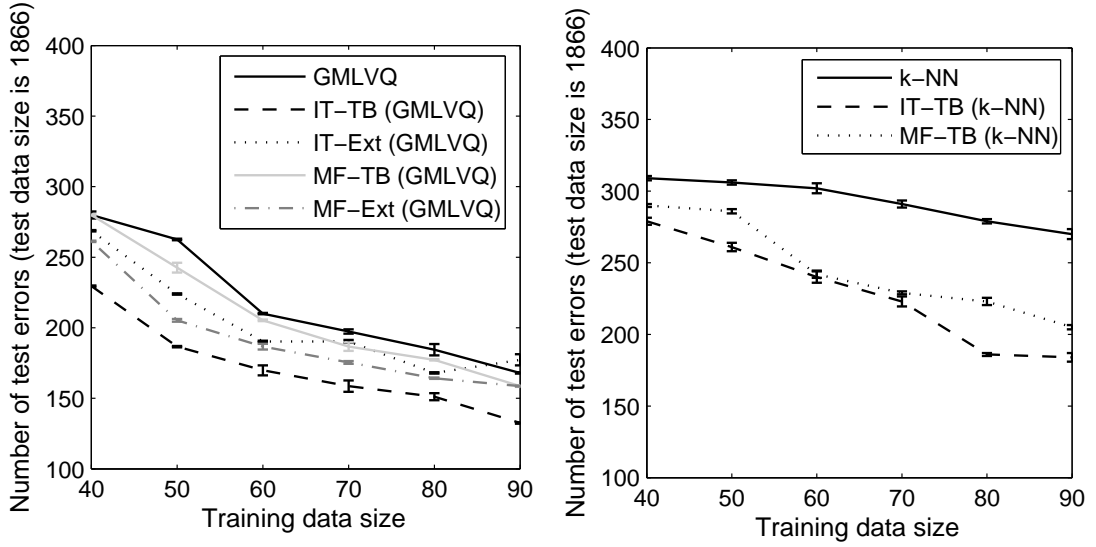 Number of test errors (test data size is 1866)
400
350
300
250
200
150
100
40
50
60
70
80
90
Training data size
GMLVQ
IT−TB (GMLVQ)
IT−Ext (GMLVQ)
MF−TB (GMLVQ)
MF−Ext (GMLVQ)
Number of test errors (test data size is 1866)
400
350
300
250
200
150
100
40
50
60
70
80
90
Training data size
k−NN
IT−TB (k−NN)
MF−TB (k−NN)